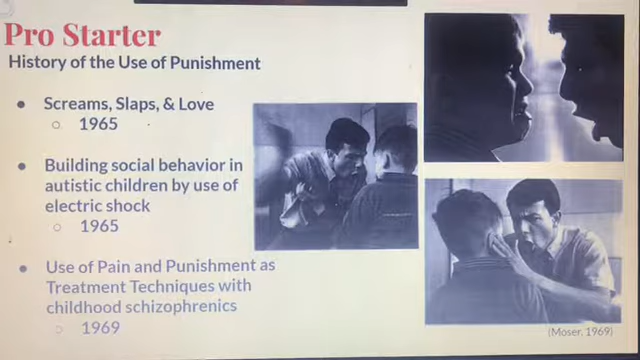 Pro Starter
History of the Use of Punishment
Screams, Slaps, & Love
1965
Building social behavior in
autistic children by use of
electric shock
1965
Use of Pain and Punishment as
Treatment Techniques with
childhood schizophrenics
1969
(Moser, 1969)